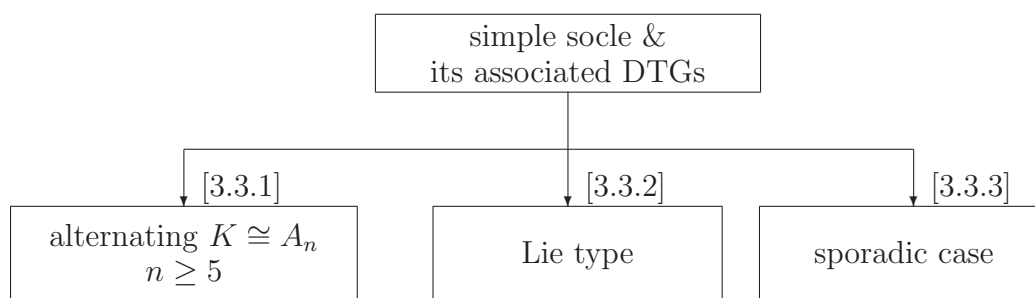 simple socle &
its associated DTGs
[3.3.1]
[3.3.2]
[3.3.3]
alternating K ≅ A_n
n ≥ 5
Lie type
sporadic case